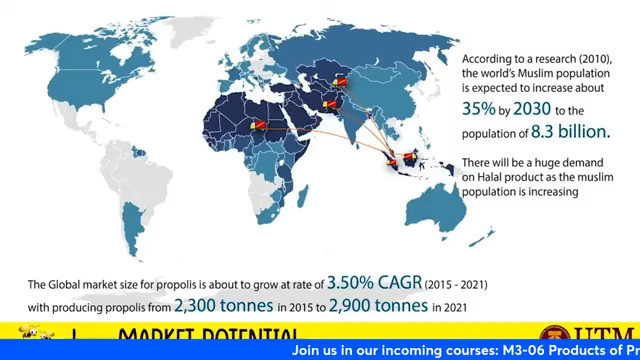 According to a research (2010),
the world's Muslim population
is expected to increase about
35% by 2030 to the
population of 8.3 billion.
There will be a huge demand
on Halal product as the muslim
population is increasing
The Global market size for propolis is about to grow at rate of 3.50% CAGR (2015 - 2021)
with producing propolis from 2,300 tonnes in 2015 to 2,900 tonnes in 2021
MARKET POTENTIAL
UTM
Join us in our incoming courses: M3-06 Products of Pr